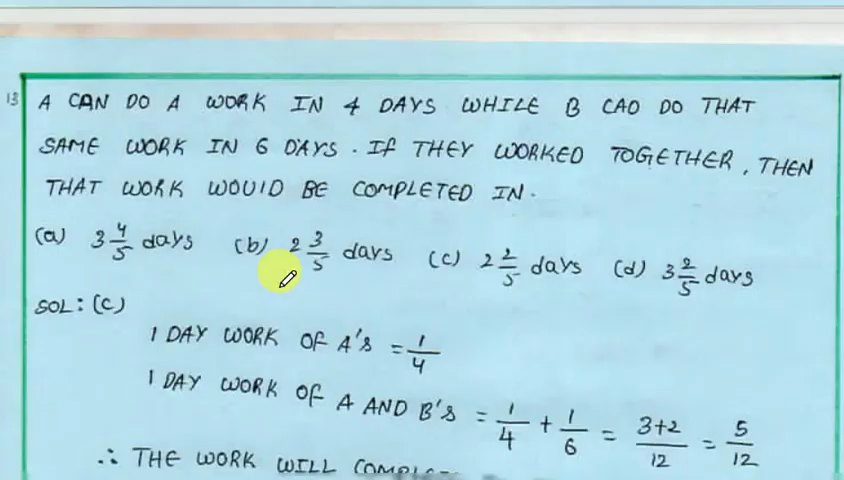 13 A CAN DO A WORK IN 4 DAYS WHILE B CAO DO THAT
SAME WORK IN 6 DAYS. IF THEY WORKED TOGETHER, THEN
THAT WORK WOULD BE COMPLETED IN.
(a) 3 4/5 days (b) 2 3/5 days (c) 2 2/5 days (d) 3 2/5 days
SOL: (C)
1 DAY WORK OF A'S = 1/4
1 DAY WORK OF A AND B'S = 1/4 + 1/6 = 3+2/12 = 5/12
∴ THE WORK WILL